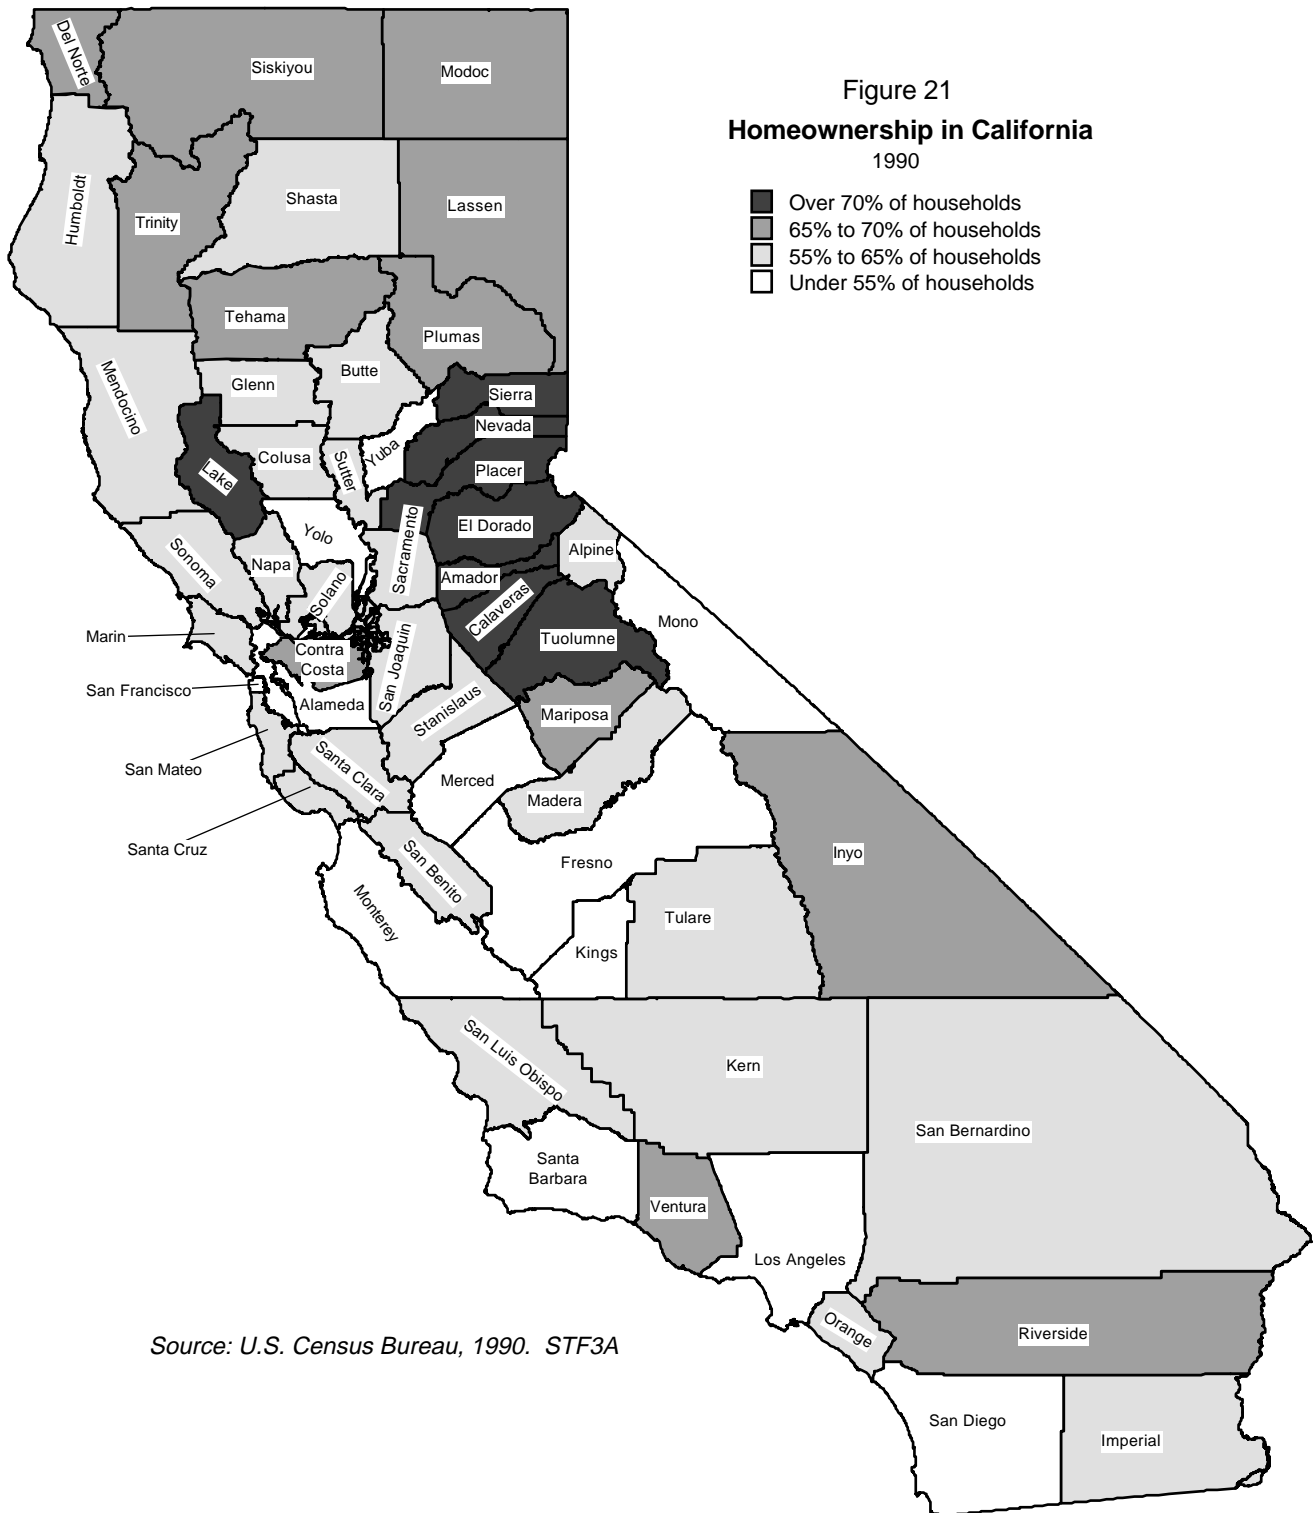 Figure 21
Homeownership in California
1990
Over 70% of households
65% to 70% of households
55% to 65% of households
Under 55% of households
Del Norte
Siskiyou
Modoc
Humboldt
Trinity
Shasta
Lassen
Tehama
Plumas
Mendocino
Glenn
Butte
Sierra
Nevada
Yuba
Placer
Lake
Colusa
Sutter
El Dorado
Yolo
Sacramento
Alpine
Sonoma
Napa
Solano
Amador
Calaveras
Mono
Marin
Contra
Costa
San Joaquin
Tuolumne
San Francisco
Alameda
Stanislaus
Mariposa
San Mateo
Santa Clara
Merced
Madera
Santa Cruz
San Benito
Fresno
Inyo
Monterey
Kings
Tulare
San Luis Obispo
Kern
San Bernardino
Santa
Barbara
Ventura
Los Angeles
Orange
Riverside
San Diego
Imperial
Source: U.S. Census Bureau, 1990. STF3A